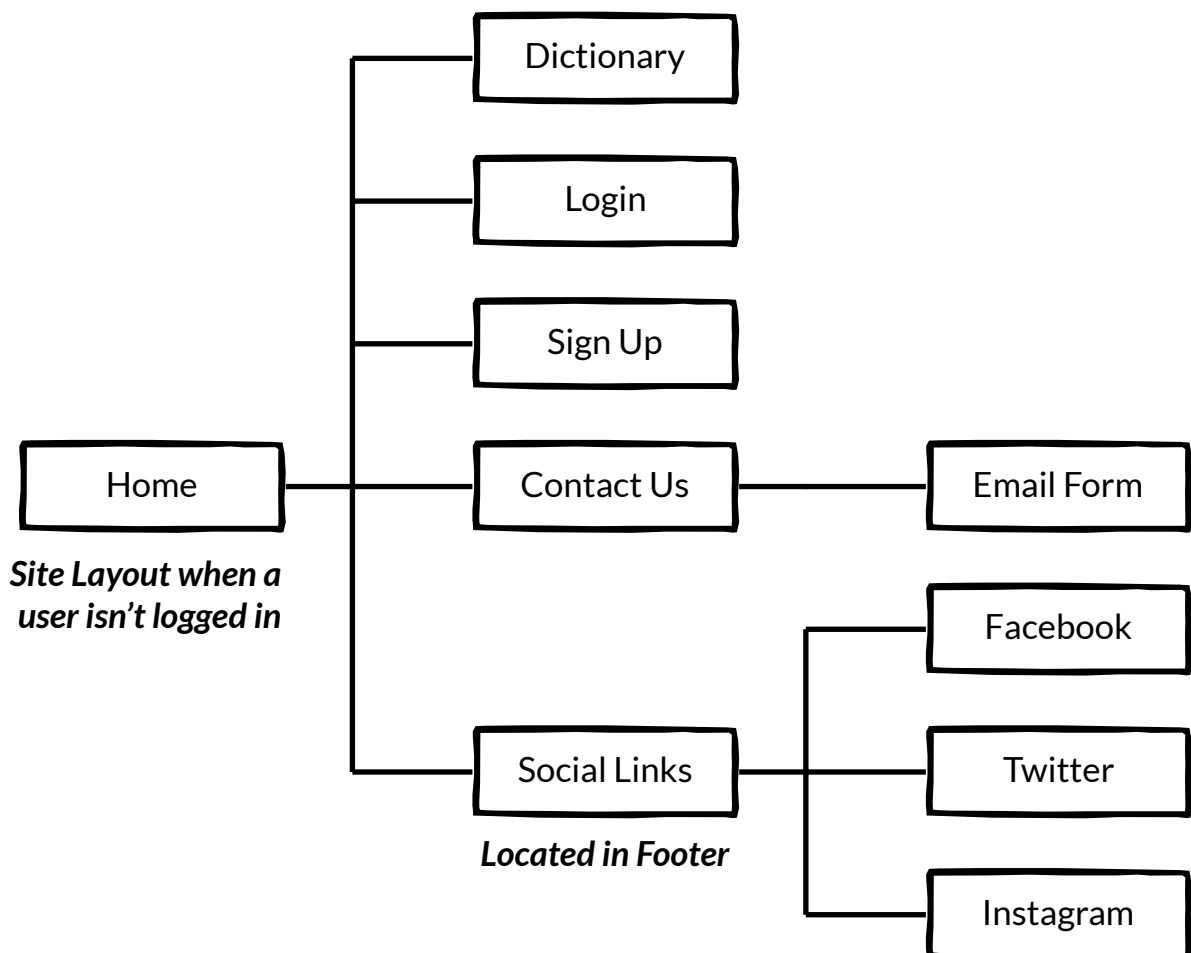 Dictionary
Login
Sign Up
Home
Contact Us
Email Form
Site Layout when a
user isn’t logged in
Facebook
Social Links
Twitter
Located in Footer
Instagram